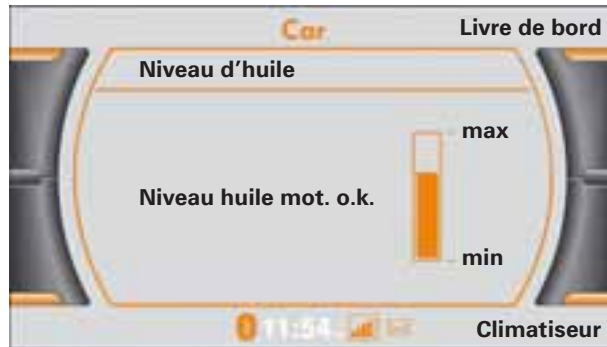 Car
Livre de bord
Niveau d'huile
max
Niveau huile mot. o.k.
min
11:54
Climatiseur